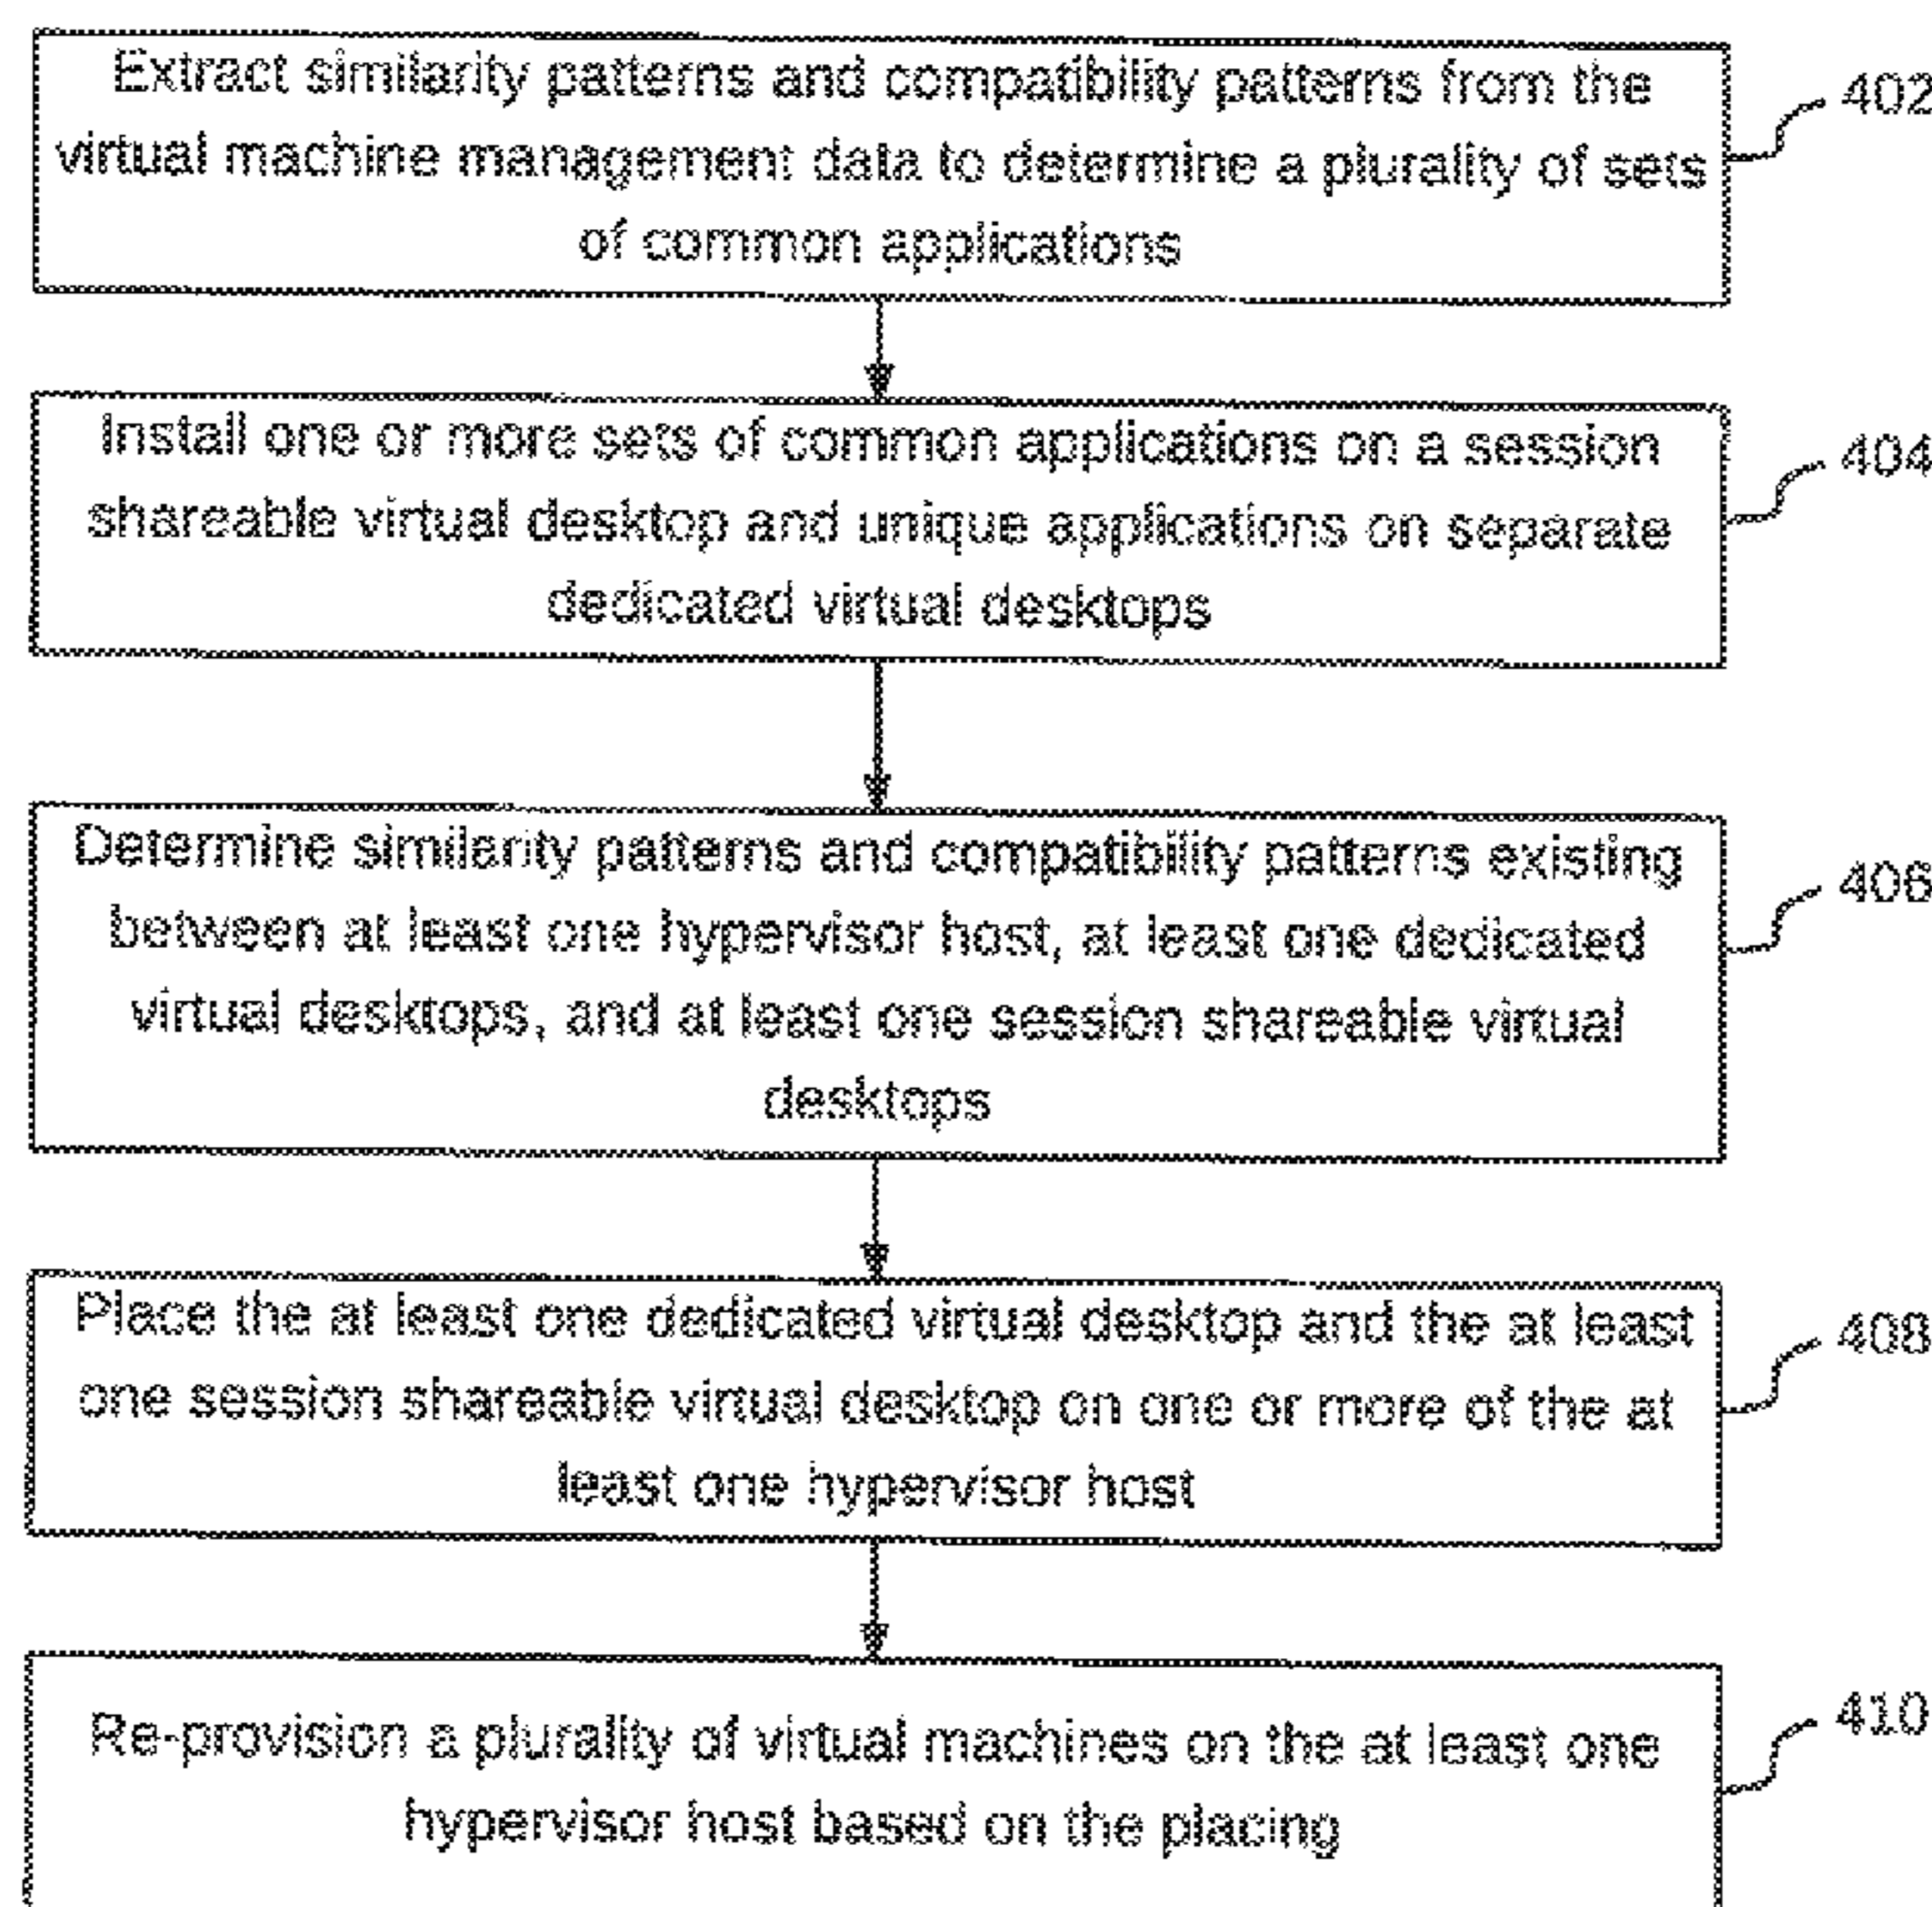 Extract similarity patterns and compatibility patterns from the
virtual machine management data to determine a plurality of sets
of common applications
402
Install one or more sets of common applications on a session
shareable virtual desktop and unique applications on separate
dedicated virtual desktops
404
Determine similarity patterns and compatibility patterns existing
between at least one hypervisor host, at least one dedicated
virtual desktops, and at least one session shareable virtual
desktops
406
Place the at least one dedicated virtual desktop and the at least
one session shareable virtual desktop on one or more of the at
least one hypervisor host
408
Re-provision a plurality of virtual machines on the at least one
hypervisor host based on the placing
410